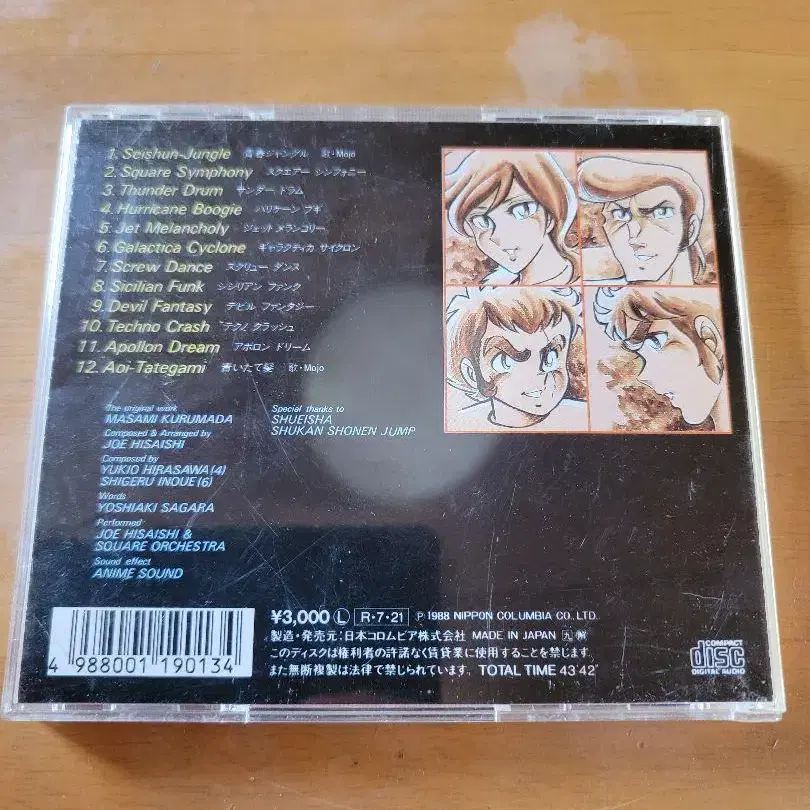 1. Seishun-Jungle 青春ジャングル 歌・Mojo
2. Square Symphony スクエアー シンフォニー
3. Thunder Drum サンダー ドラム
4. Hurricane Boogie ハリケーン ブギ
5. Jet Melancholy ジェット メランコリー
6. Galactica Cyclone ギャラクティカ サイクロン
7. Screw Dance スクリュー ダンス
8. Sicilian Funk シシリアン ファンク
9. Devil Fantasy デビル ファンタジー
10. Techno Crash テクノ クラッシュ
11. Apollon Dream アポロン ドリーム
12. Aoi-Tategami 蒼いたて髪 歌・Mojo
The original work
MASAMI KURUMADA
Composed & Arranged by
JOE HISAISHI
Composed by
YUKIO HIRASAWA(4)
SHIGERU INOUE(6)
Words
YOSHIAKI SAGARA
Performed
JOE HISAISHI &
SQUARE ORCHESTRA
Sound effect
ANIME SOUND
Special thanks to
SHUEISHA
SHUKAN SHONEN JUMP
4 988001 190134
¥3,000 Ⓛ R・7・21 Ⓟ 1988 NIPPON COLUMBIA CO., LTD.
製造・発売元:日本コロムビア株式会社 MADE IN JAPAN
このディスクは権利者の許諾なく賃貸業に使用することを禁じます。
また無断複製は法律で禁じられています。 TOTAL TIME 43'42"
COMPACT
disc
DIGITAL AUDIO